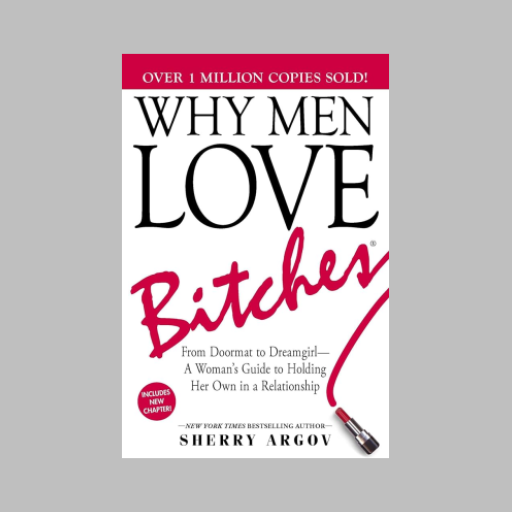 OVER 1 MILLION COPIES SOLD!
WHY MEN
LOVE
Bitches®
From Doormat to Dreamgirl—
A Woman's Guide to Holding
Her Own in a Relationship
INCLUDES
NEW
CHAPTER!
—NEW YORK TIMES BESTSELLING AUTHOR—
SHERRY ARGOV